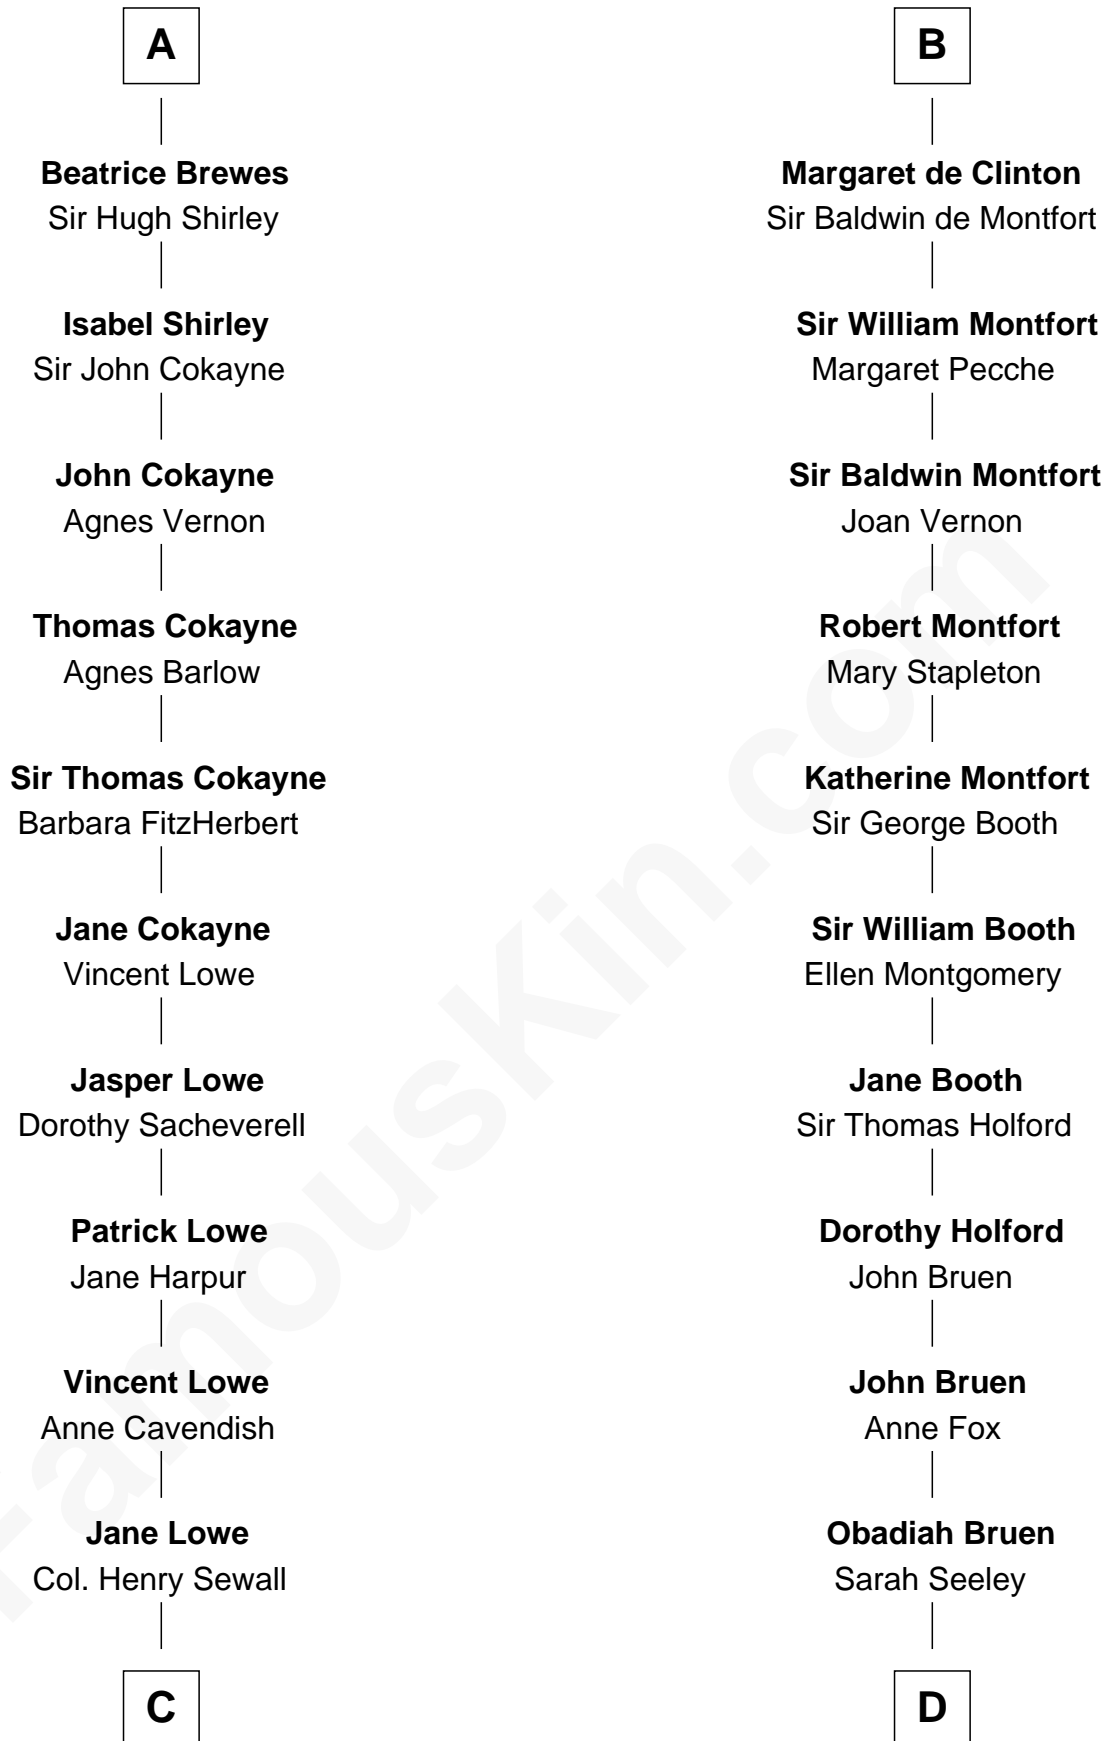 A
Beatrice Brewes
Sir Hugh Shirley
Isabel Shirley
Sir John Cokayne
John Cokayne
Agnes Vernon
Thomas Cokayne
Agnes Barlow
Sir Thomas Cokayne
Barbara FitzHerbert
Jane Cokayne
Vincent Lowe
Jasper Lowe
Dorothy Sacheverell
Patrick Lowe
Jane Harpur
Vincent Lowe
Anne Cavendish
Jane Lowe
Col. Henry Sewall
C
B
Margaret de Clinton
Sir Baldwin de Montfort
Sir William Montfort
Margaret Pecche
Sir Baldwin Montfort
Joan Vernon
Robert Montfort
Mary Stapleton
Katherine Montfort
Sir George Booth
Sir William Booth
Ellen Montgomery
Jane Booth
Sir Thomas Holford
Dorothy Holford
John Bruen
John Bruen
Anne Fox
Obadiah Bruen
Sarah Seeley
D
FamousKin.com